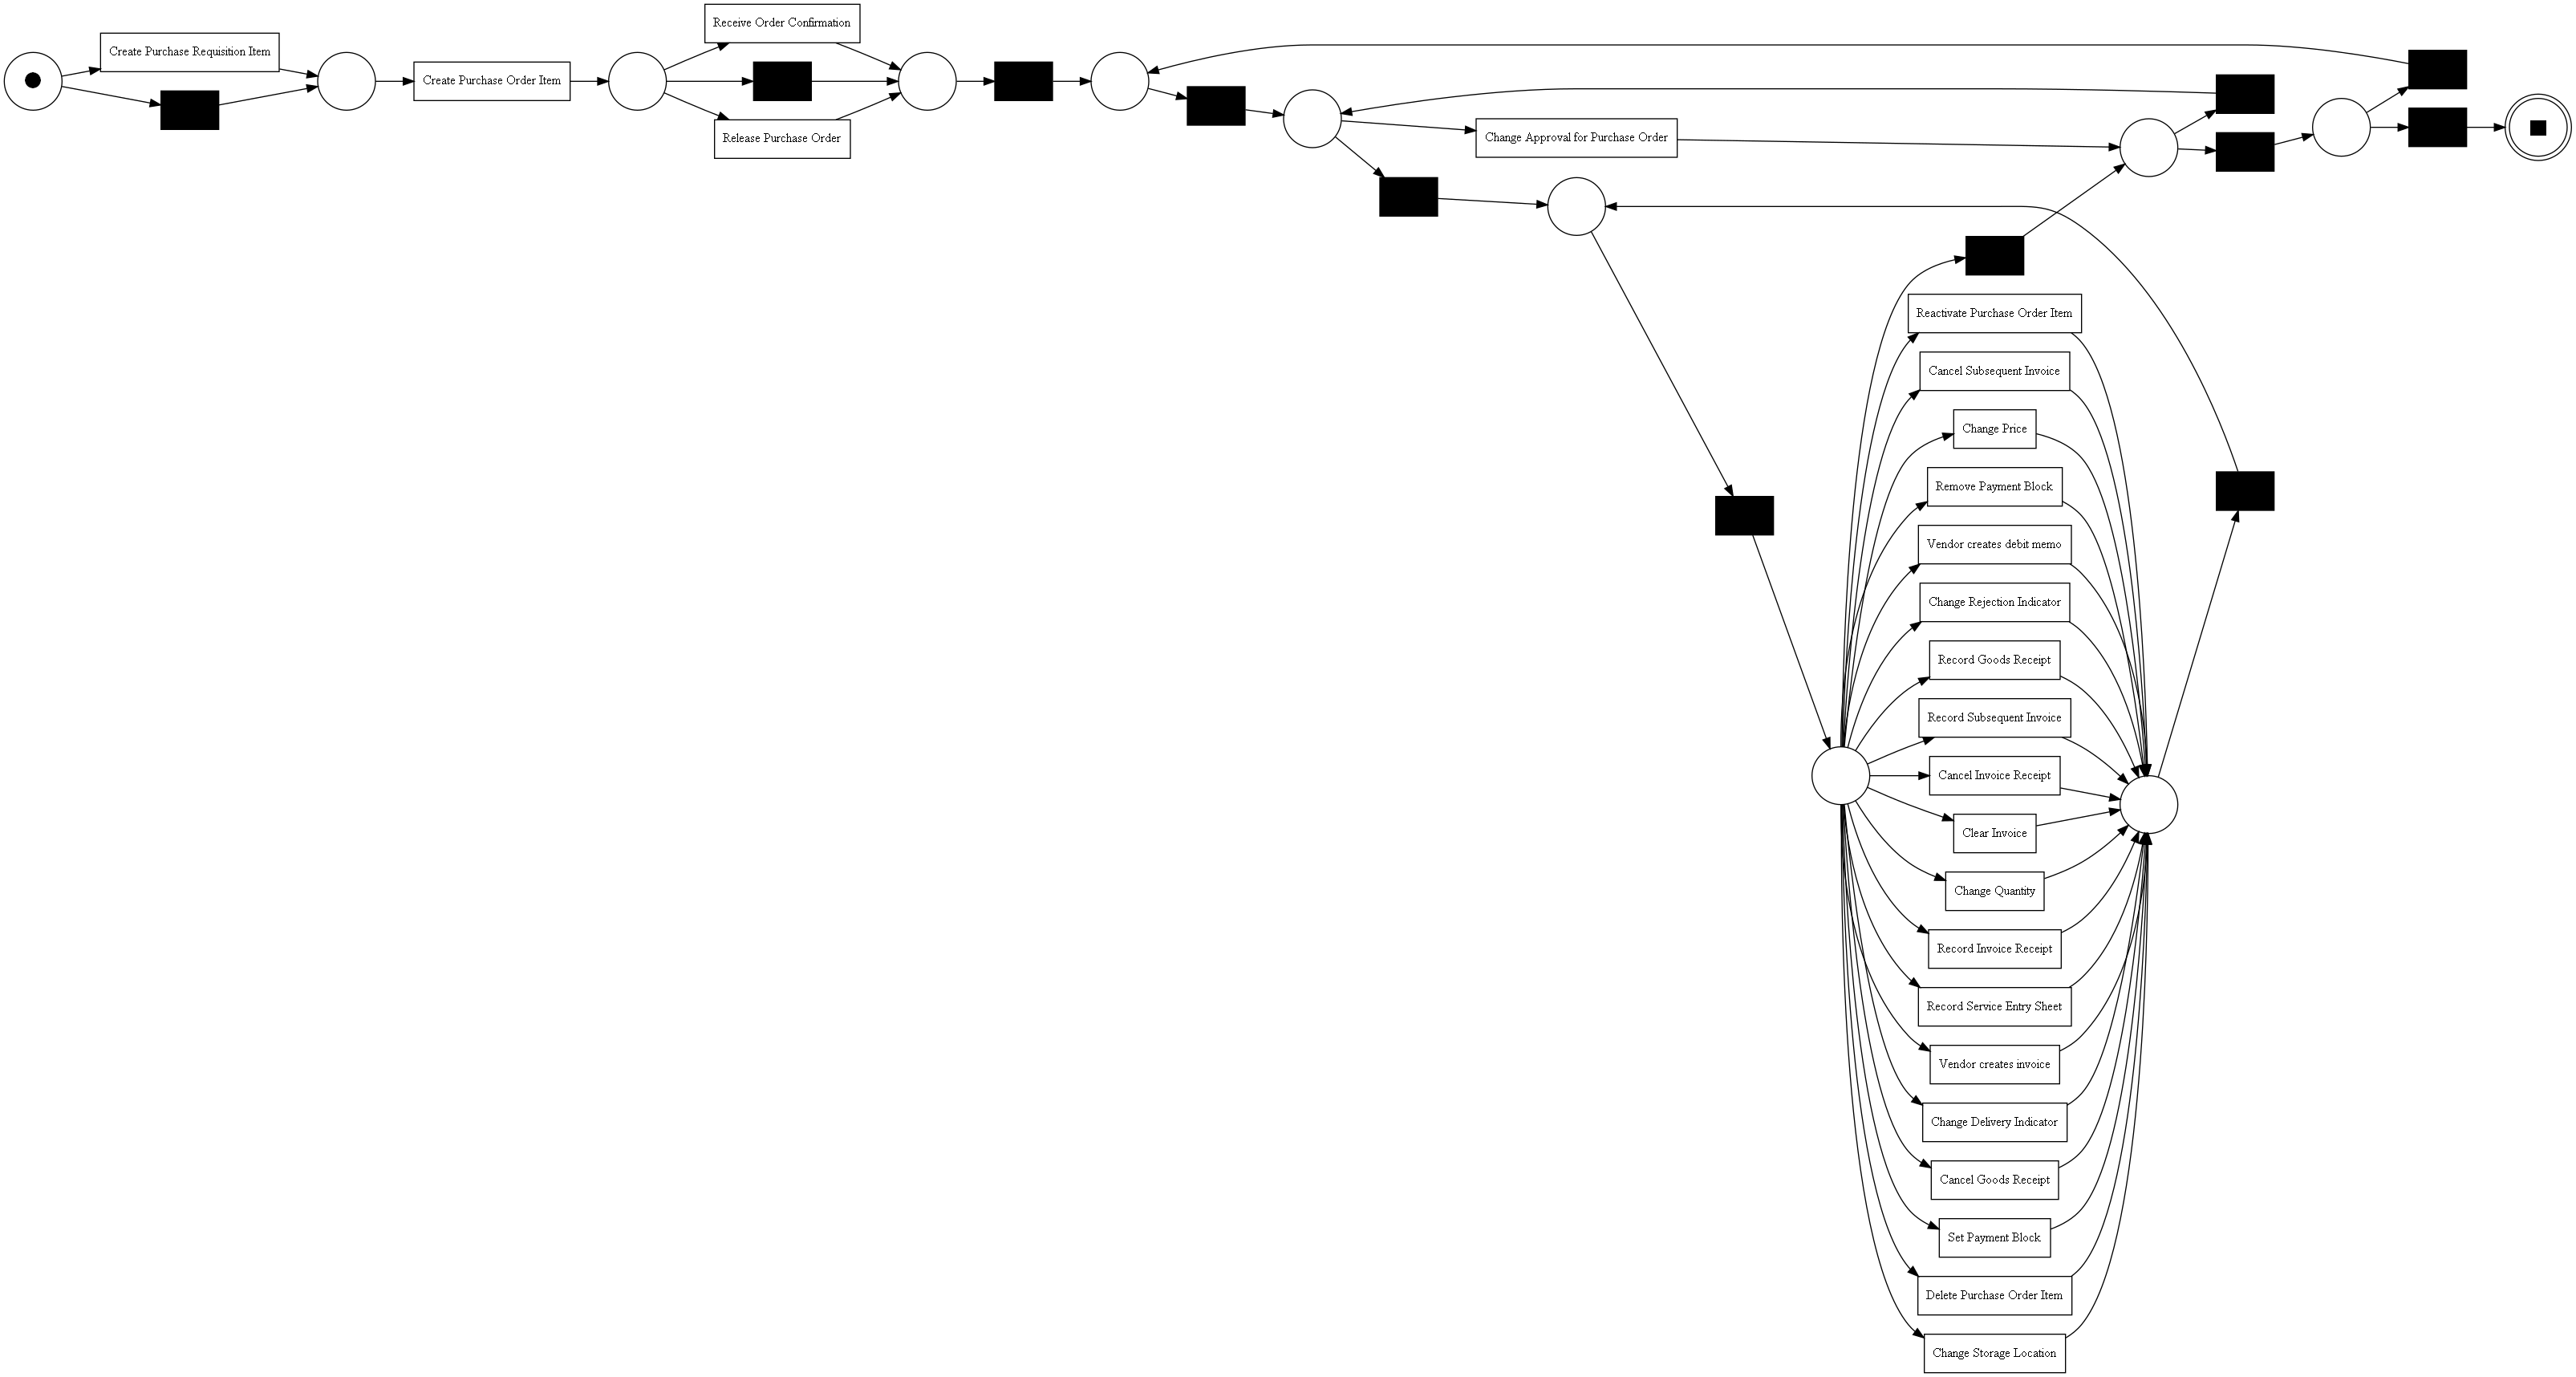 Create Purchase Requisition Item
Create Purchase Order Item
Receive Order Confirmation
Release Purchase Order
Change Approval for Purchase Order
Reactivate Purchase Order Item
Cancel Subsequent Invoice
Change Price
Remove Payment Block
Vendor creates debit memo
Change Rejection Indicator
Record Goods Receipt
Record Subsequent Invoice
Cancel Invoice Receipt
Clear Invoice
Change Quantity
Record Invoice Receipt
Record Service Entry Sheet
Vendor creates invoice
Change Delivery Indicator
Cancel Goods Receipt
Set Payment Block
Delete Purchase Order Item
Change Storage Location